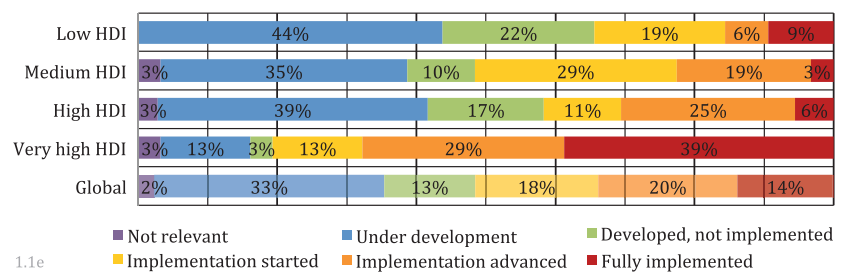 Low HDI 44% 22% 19% 6% 9%
Medium HDI 3% 35% 10% 29% 19% 3%
High HDI 3% 39% 17% 11% 25% 6%
Very high HDI 3% 13% 3% 13% 29% 39%
Global 2% 33% 13% 18% 20% 14%
Not relevant Under development Developed, not implemented
1.1e Implementation started Implementation advanced Fully implemented